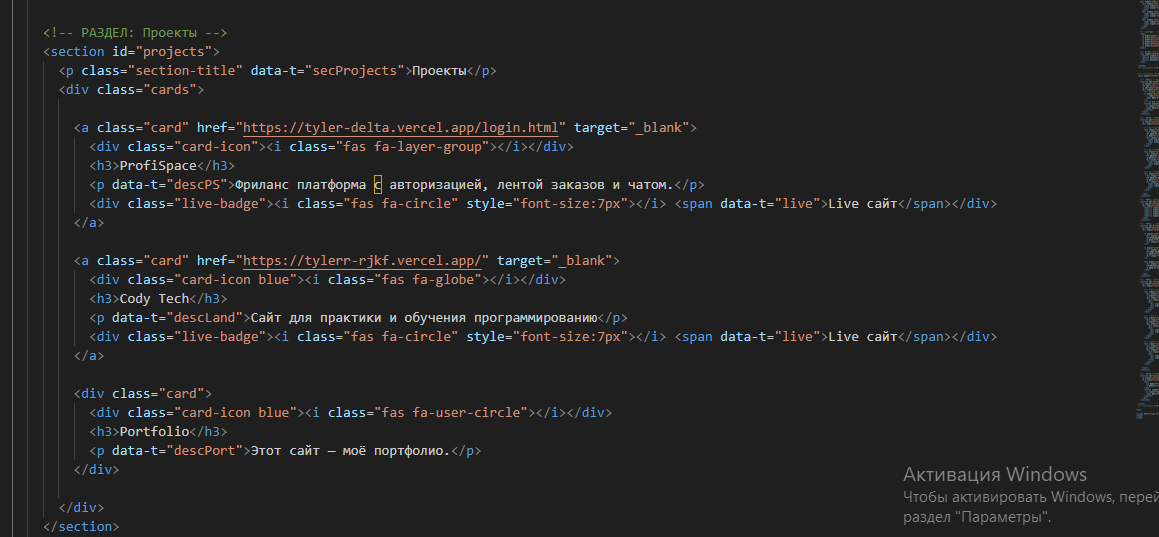 <!-- РАЗДЕЛ: Проекты -->
<section id="projects">
<p class="section-title" data-t="secProjects">Проекты</p>
<div class="cards">
<a class="card" href="https://tyler-delta.vercel.app/login.html" target="_blank">
<div class="card-icon"><i class="fas fa-layer-group"></i></div>
<h3>ProfiSpace</h3>
<p data-t="descPS">Фриланс платформа с авторизацией, лентой заказов и чатом.</p>
<div class="live-badge"><i class="fas fa-circle" style="font-size:7px"></i> <span data-t="live">Live сайт</span></div>
</a>
<a class="card" href="https://tylerr-rjkf.vercel.app/" target="_blank">
<div class="card-icon blue"><i class="fas fa-globe"></i></div>
<h3>Cody Tech</h3>
<p data-t="descLand">Сайт для практики и обучения программированию</p>
<div class="live-badge"><i class="fas fa-circle" style="font-size:7px"></i> <span data-t="live">Live сайт</span></div>
</a>
<div class="card">
<div class="card-icon blue"><i class="fas fa-user-circle"></i></div>
<h3>Portfolio</h3>
<p data-t="descPort">Этот сайт — моё портфолио.</p>
</div>
</div>
</section>
Активация Windows
Чтобы активировать Windows, перей
раздел "Параметры".